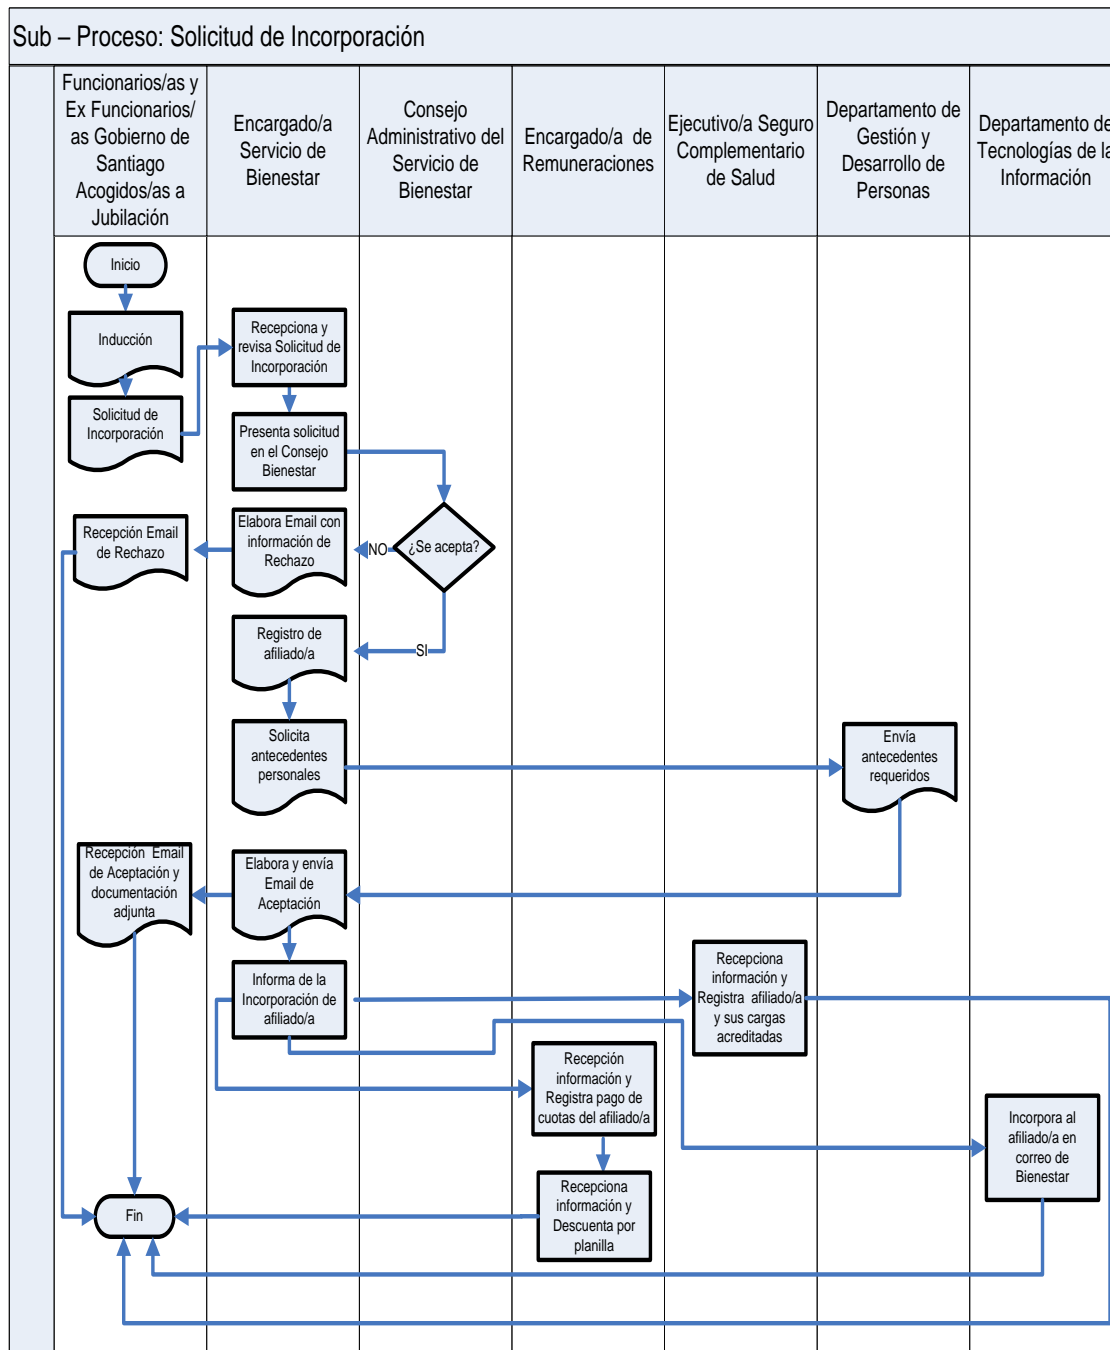 Sub – Proceso: Solicitud de Incorporación
Funcionarios/as y
Ex Funcionarios/
as Gobierno de
Santiago
Acogidos/as a
Jubilación
Encargado/a
Servicio de
Bienestar
Consejo
Administrativo del
Servicio de
Bienestar
Encargado/a de
Remuneraciones
Ejecutivo/a Seguro
Complementario
de Salud
Departamento de
Gestión y
Desarrollo de
Personas
Departamento de
Tecnologías de la
Información
Inicio
Inducción
Recepciona y
revisa Solicitud de
Incorporación
Solicitud de
Incorporación
Presenta solicitud
en el Consejo
Bienestar
¿Se acepta?
NO
Elabora Email con
información de
Rechazo
Recepción Email
de Rechazo
SI
Registro de
afiliado/a
Solicita
antecedentes
personales
Envía
antecedentes
requeridos
Elabora y envía
Email de
Aceptación
Recepción Email
de Aceptación y
documentación
adjunta
Informa de la
Incorporación de
afiliado/a
Recepciona
información y
Registra afiliado/a
y sus cargas
acreditadas
Recepción
información y
Registra pago de
cuotas del afiliado/a
Incorpora al
afiliado/a en
correo de
Bienestar
Recepciona
información y
Descuenta por
planilla
Fin